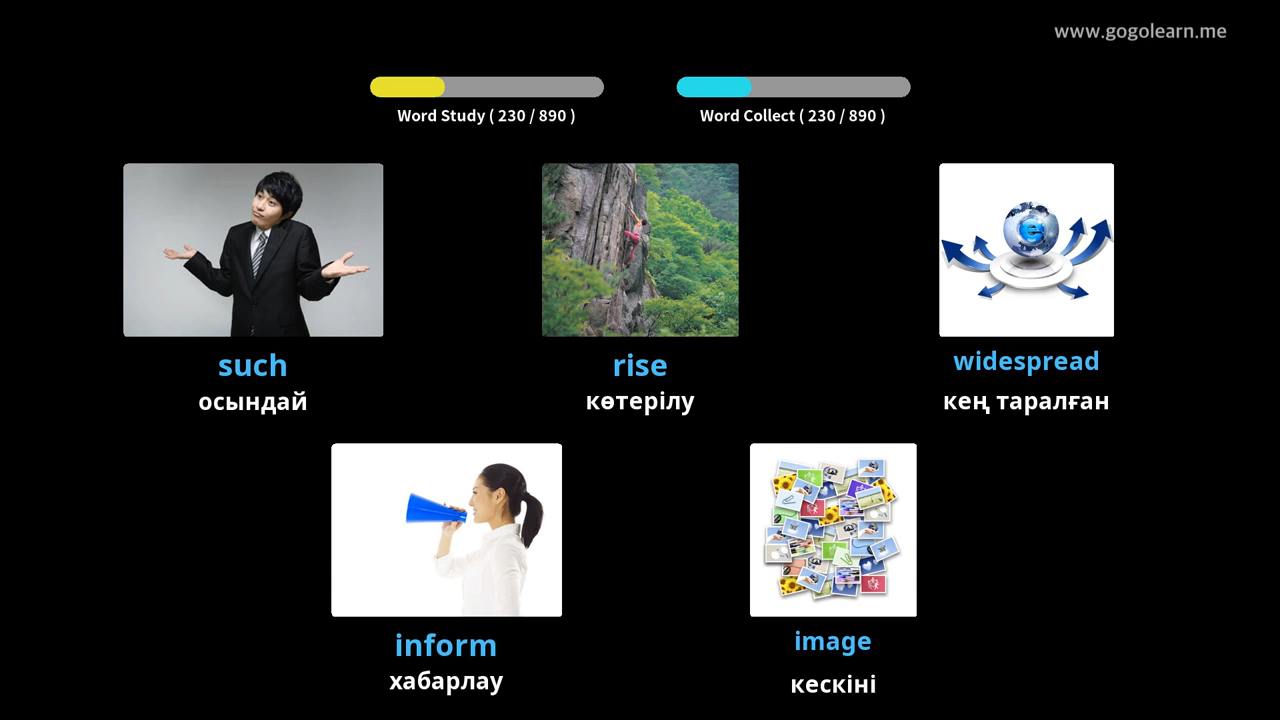 www.gogolearn.me
Word Study ( 230 / 890 )
Word Collect ( 230 / 890 )
such
осындай
rise
көтерілу
widespread
кең таралған
inform
хабарлау
image
кескіні